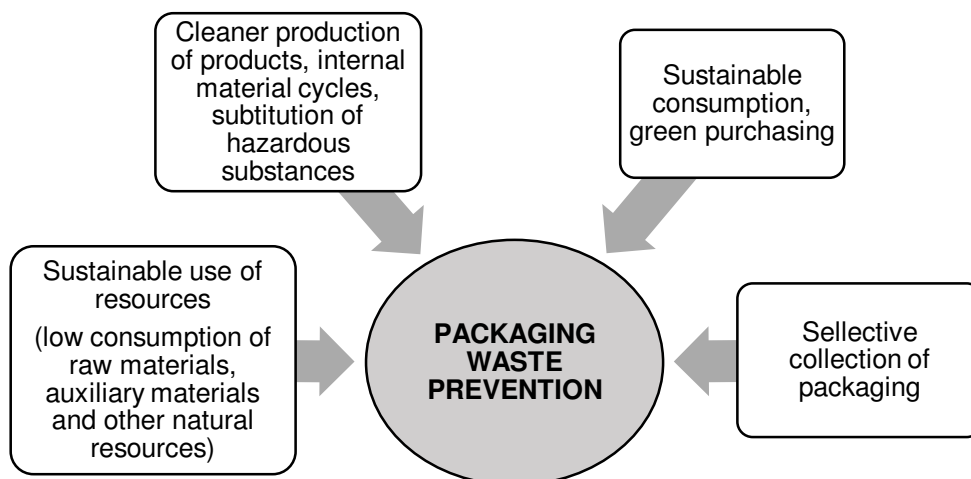 Cleaner production
of products, internal
material cycles,
subtitution of
hazardous
substances
Sustainable
consumption,
green purchasing
Sustainable use of
resources
(low consumption of
raw materials,
auxiliary materials
and other natural
resources)
PACKAGING
WASTE
PREVENTION
Sellective
collection of
packaging